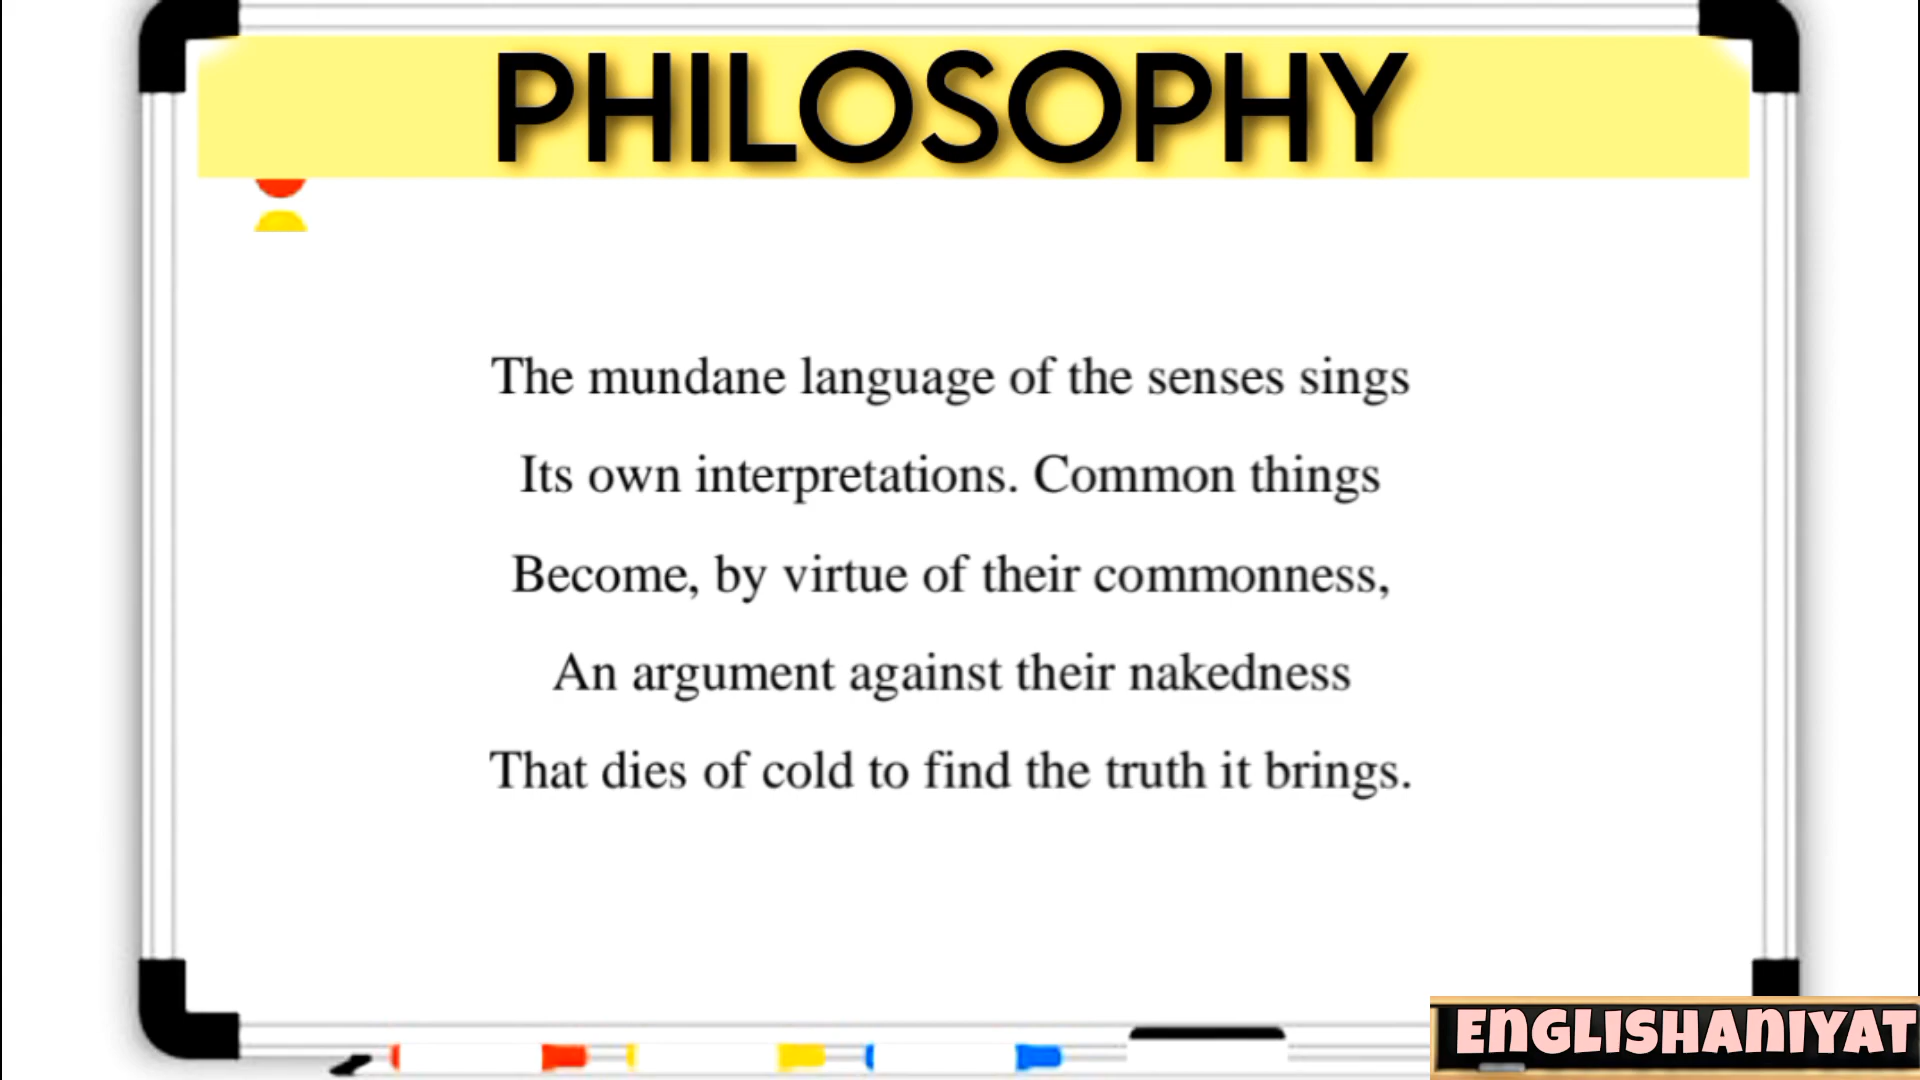 PHILOSOPHY
The mundane language of the senses sings
Its own interpretations. Common things
Become, by virtue of their commonness,
An argument against their nakedness
That dies of cold to find the truth it brings.
ENGLISHANIYAT